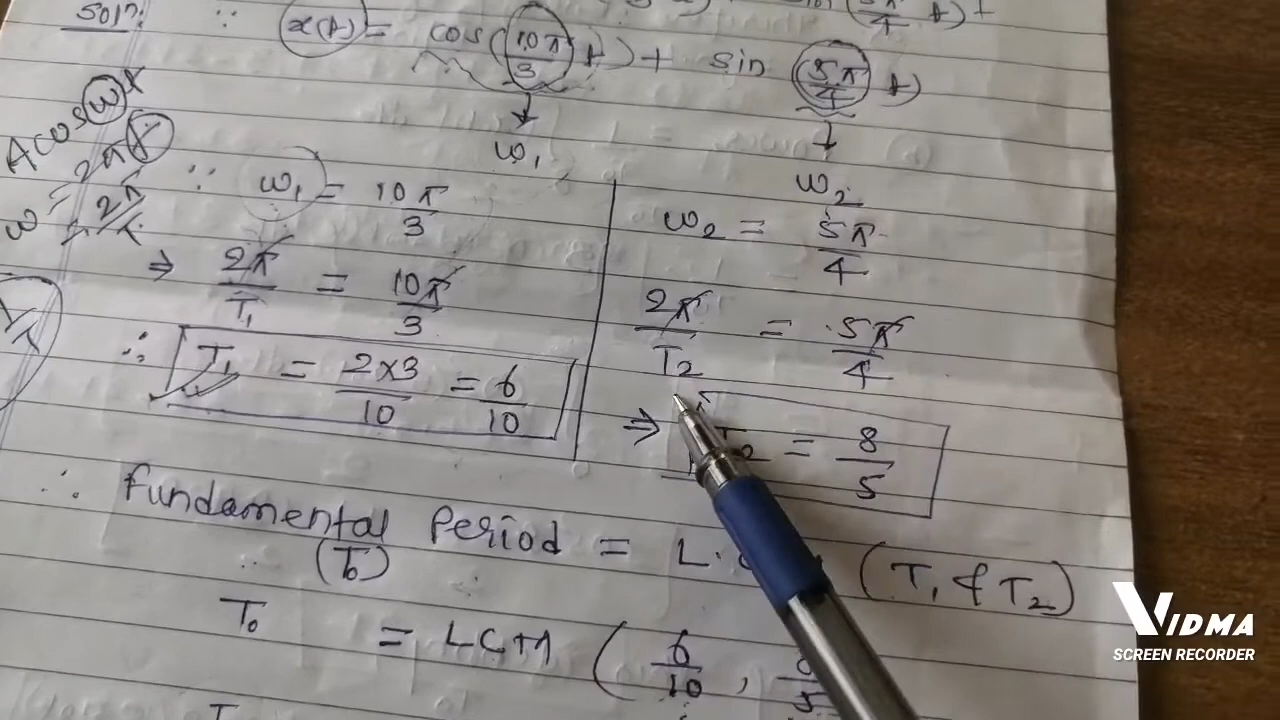 Soln. ∵ x(t) = cos(10π/3 t) + sin (5π/4 t)
ω1
ω2
A cos ωt
ω = 2πf
= 2π/T
∵ ω1 = 10π/3
⇒ 2π/T1 = 10π/3
∴ T1 = 2×3/10 = 6/10
ω2 = 5π/4
2π/T2 = 5π/4
⇒ = 8/5
∴ Fundamental Period = L.C (T1 & T2)
(T0)
T0 = LCM ( 6/10 , /5
VIDMA
SCREEN RECORDER